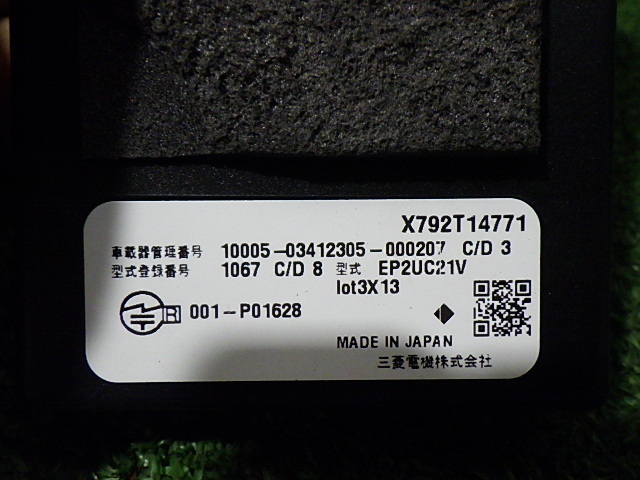 X792T14771
車載器管理番号 10005-03412305-000207 C/D 3
型式登録番号 1067 C/D 8 型式 EP2UC21V
lot3X13
R 001-P01628
MADE IN JAPAN
三菱電機株式会社